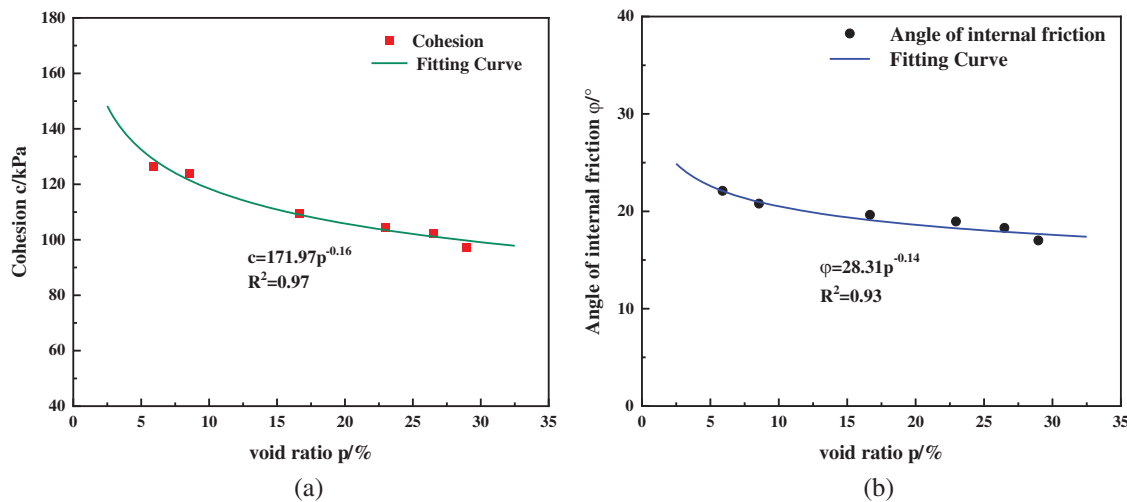 180
160
140
120
100
80
60
40
0
5
10
15
20
25
30
35
Cohesion c/kPa
void ratio p/%
Cohesion
Fitting Curve
c=171.97p^-0.16
R²=0.97
(a)
40
30
20
10
0
0
5
10
15
20
25
30
35
Angle of internal friction φ/°
void ratio p/%
Angle of internal friction
Fitting Curve
φ=28.31p^-0.14
R²=0.93
(b)